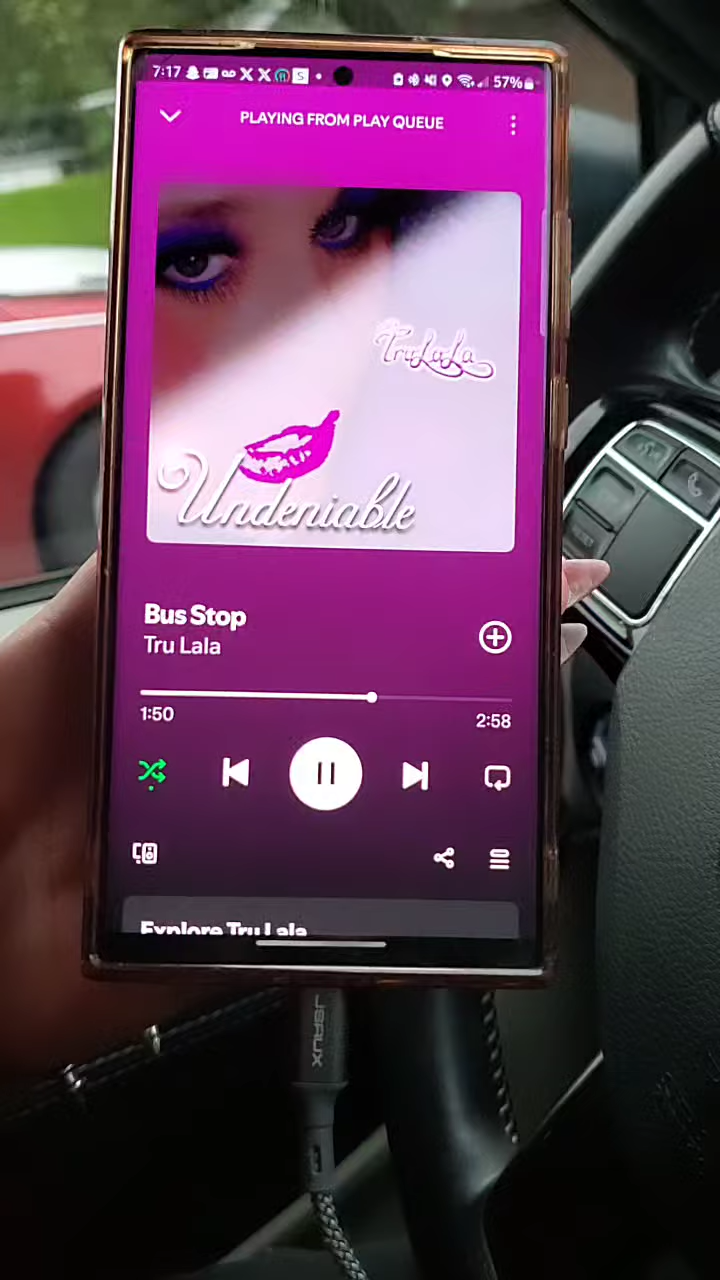 7:17
57%
PLAYING FROM PLAY QUEUE
TruLaLa
Undeniable
Bus Stop
Tru Lala
1:50
2:58
Explore Tru Lala
JSAUX